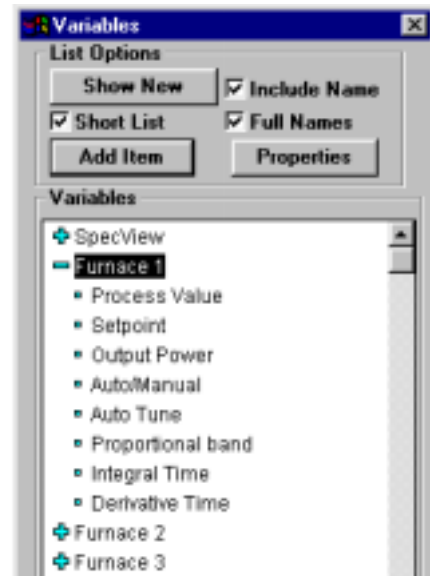 Variables
List Options
Show New
Include Name
Short List
Full Names
Add Item
Properties
Variables
SpecView
Furnace 1
Process Value
Setpoint
Output Power
Auto/Manual
Auto Tune
Proportional band
Integral Time
Derivative Time
Furnace 2
Furnace 3